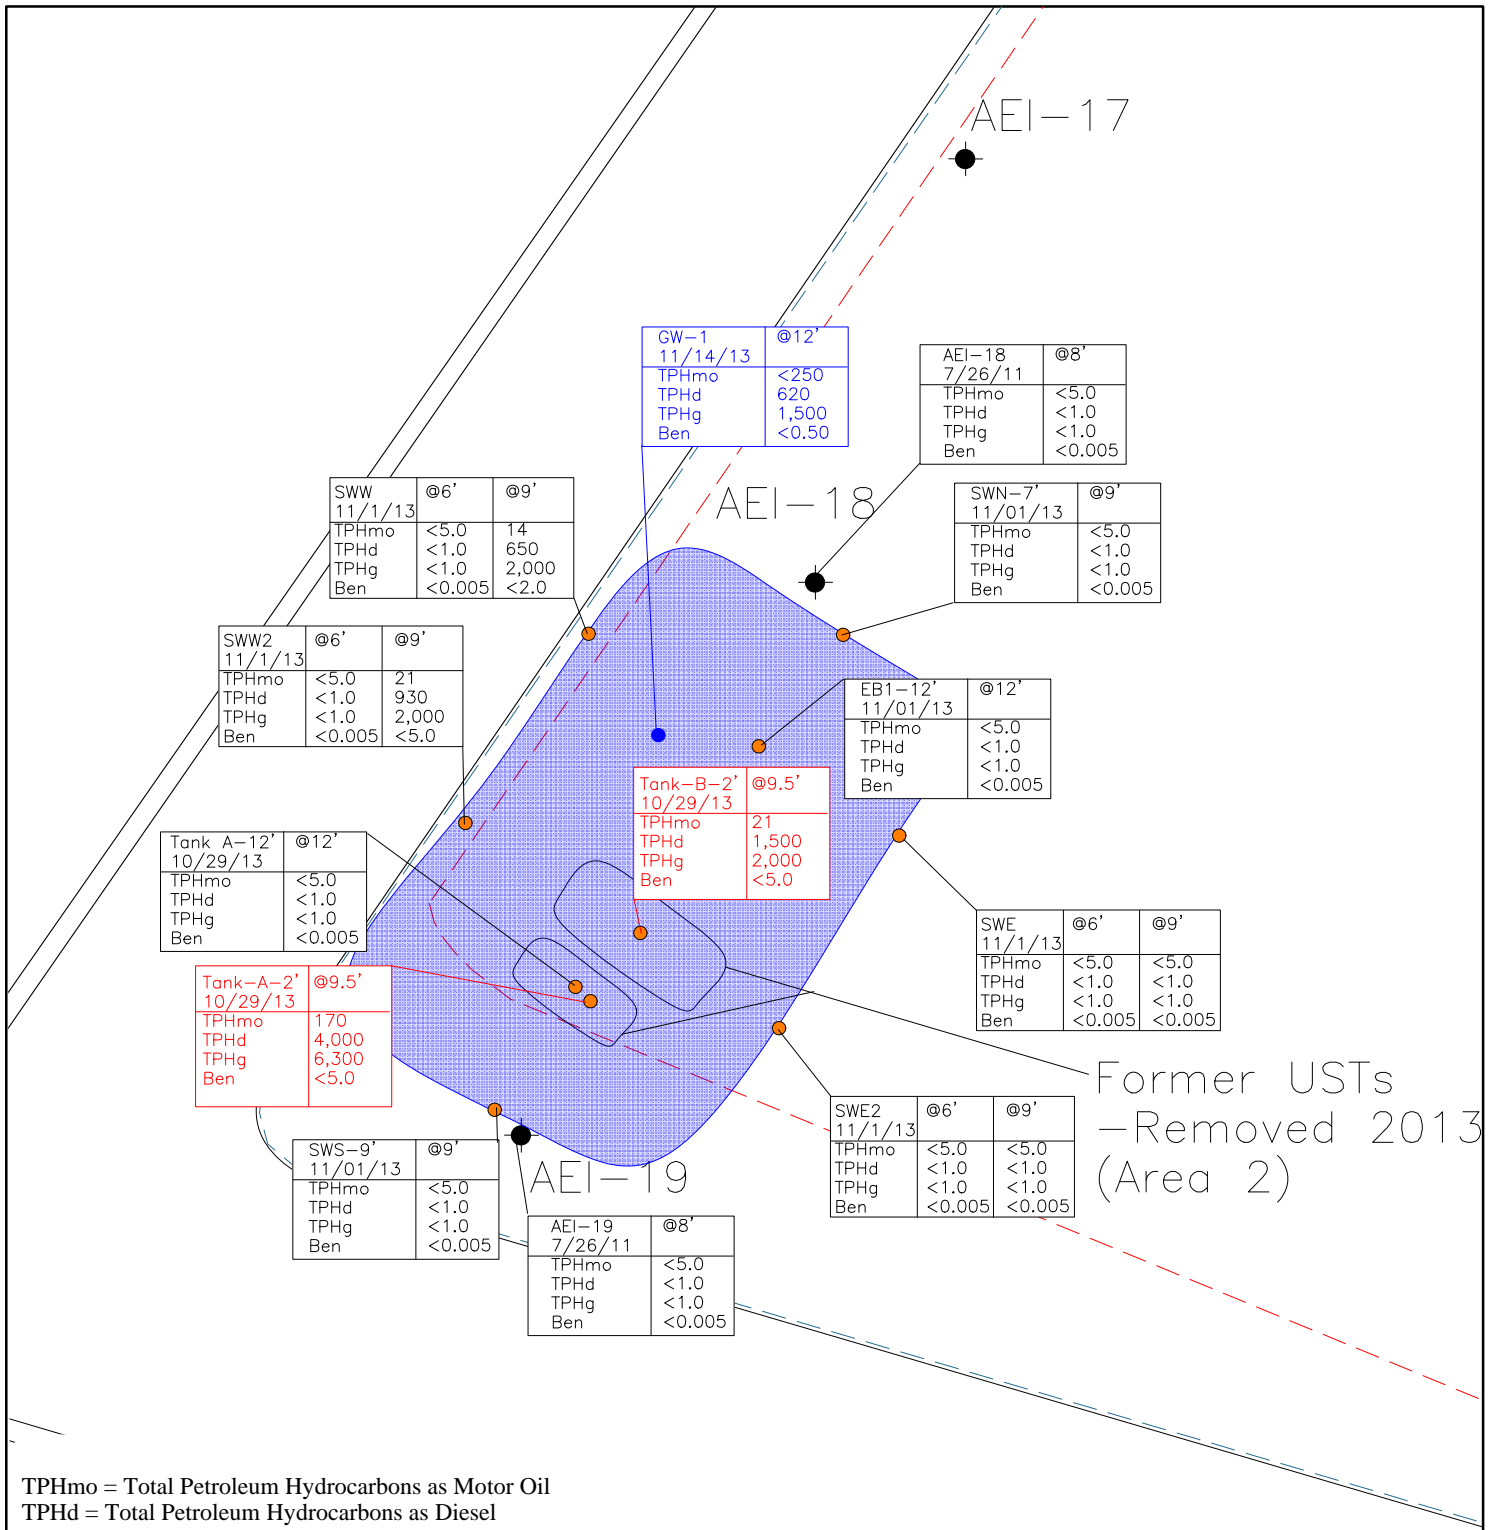 AEI-17
GW-1 @12'
11/14/13
TPHmo <250
TPHd 620
TPHg 1,500
Ben <0.50
AEI-18 @8'
7/26/11
TPHmo <5.0
TPHd <1.0
TPHg <1.0
Ben <0.005
SWW @6' @9'
11/1/13
TPHmo <5.0 14
TPHd <1.0 650
TPHg <1.0 2,000
Ben <0.005 <2.0
AEI-18
SWN-7' @9'
11/01/13
TPHmo <5.0
TPHd <1.0
TPHg <1.0
Ben <0.005
SWW2 @6' @9'
11/1/13
TPHmo <5.0 21
TPHd <1.0 930
TPHg <1.0 2,000
Ben <0.005 <5.0
EB1-12' @12'
11/01/13
TPHmo <5.0
TPHd <1.0
TPHg <1.0
Ben <0.005
Tank-B-2' @9.5'
10/29/13
TPHmo 21
TPHd 1,500
TPHg 2,000
Ben <5.0
Tank A-12' @12'
10/29/13
TPHmo <5.0
TPHd <1.0
TPHg <1.0
Ben <0.005
SWE @6' @9'
11/1/13
TPHmo <5.0 <5.0
TPHd <1.0 <1.0
TPHg <1.0 <1.0
Ben <0.005 <0.005
Tank-A-2' @9.5'
10/29/13
TPHmo 170
TPHd 4,000
TPHg 6,300
Ben <5.0
Former USTs
-Removed 2013
(Area 2)
SWE2 @6' @9'
11/1/13
TPHmo <5.0 <5.0
TPHd <1.0 <1.0
TPHg <1.0 <1.0
Ben <0.005 <0.005
SWS-9' @9'
11/01/13
TPHmo <5.0
TPHd <1.0
TPHg <1.0
Ben <0.005
AEI-19
AEI-19 @8'
7/26/11
TPHmo <5.0
TPHd <1.0
TPHg <1.0
Ben <0.005
TPHmo = Total Petroleum Hydrocarbons as Motor Oil
TPHd = Total Petroleum Hydrocarbons as Diesel